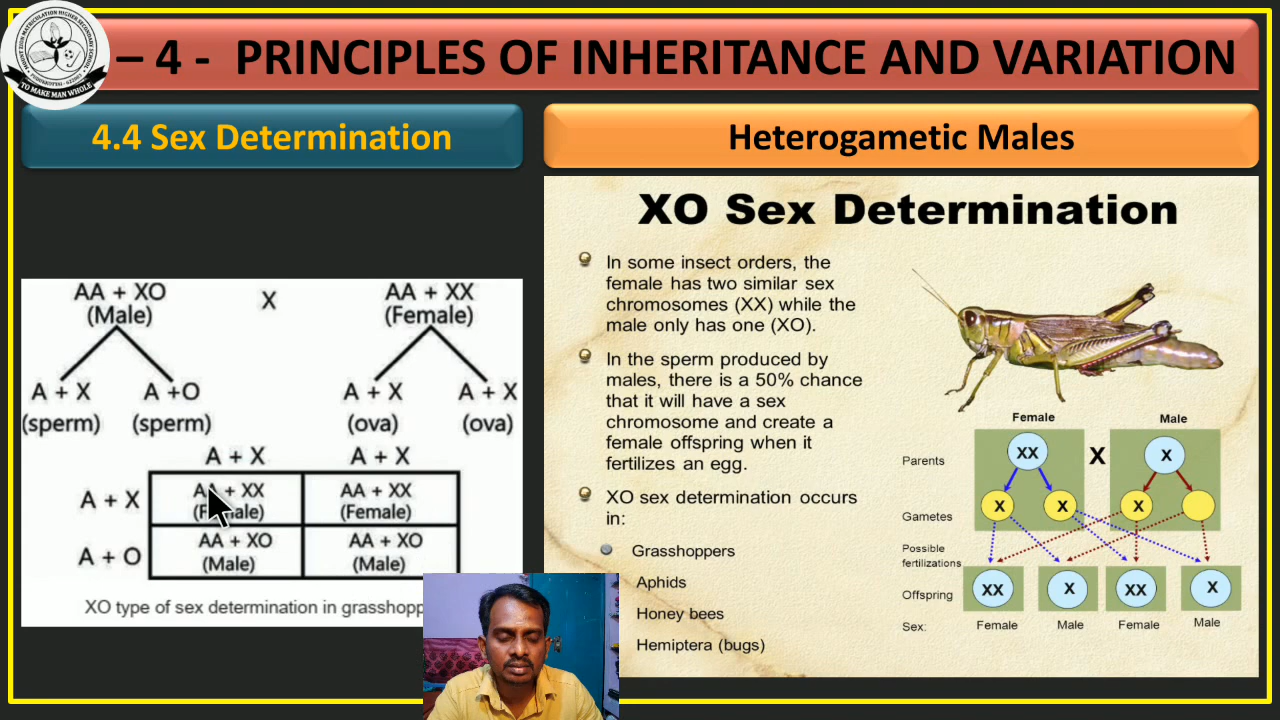 – 4 - PRINCIPLES OF INHERITANCE AND VARIATION
TO MAKE MAN WHOLE
4.4 Sex Determination
AA + XO
X
AA + XX
(Male)
(Female)
A + X
A +O
A + X
A + X
(sperm)
(sperm)
(ova)
(ova)
A + X
A + X
A + X
AA + XX
AA + XX
(Female)
(Female)
A + O
AA + XO
AA + XO
(Male)
(Male)
XO type of sex determination in
Heterogametic Males
XO Sex Determination
In some insect orders, the
female has two similar sex
chromosomes (XX) while the
male only has one (XO).
In the sperm produced by
males, there is a 50% chance
that it will have a sex
chromosome and create a
female offspring when it
fertilizes an egg.
XO sex determination occurs
in:
Grasshoppers
Aphids
Honey bees
Hemiptera (bugs)
Female
Male
Parents
XX
X
X
Gametes
X
X
X
Possible
fertilizations
Offspring
XX
X
XX
X
Sex:
Female
Male
Female
Male